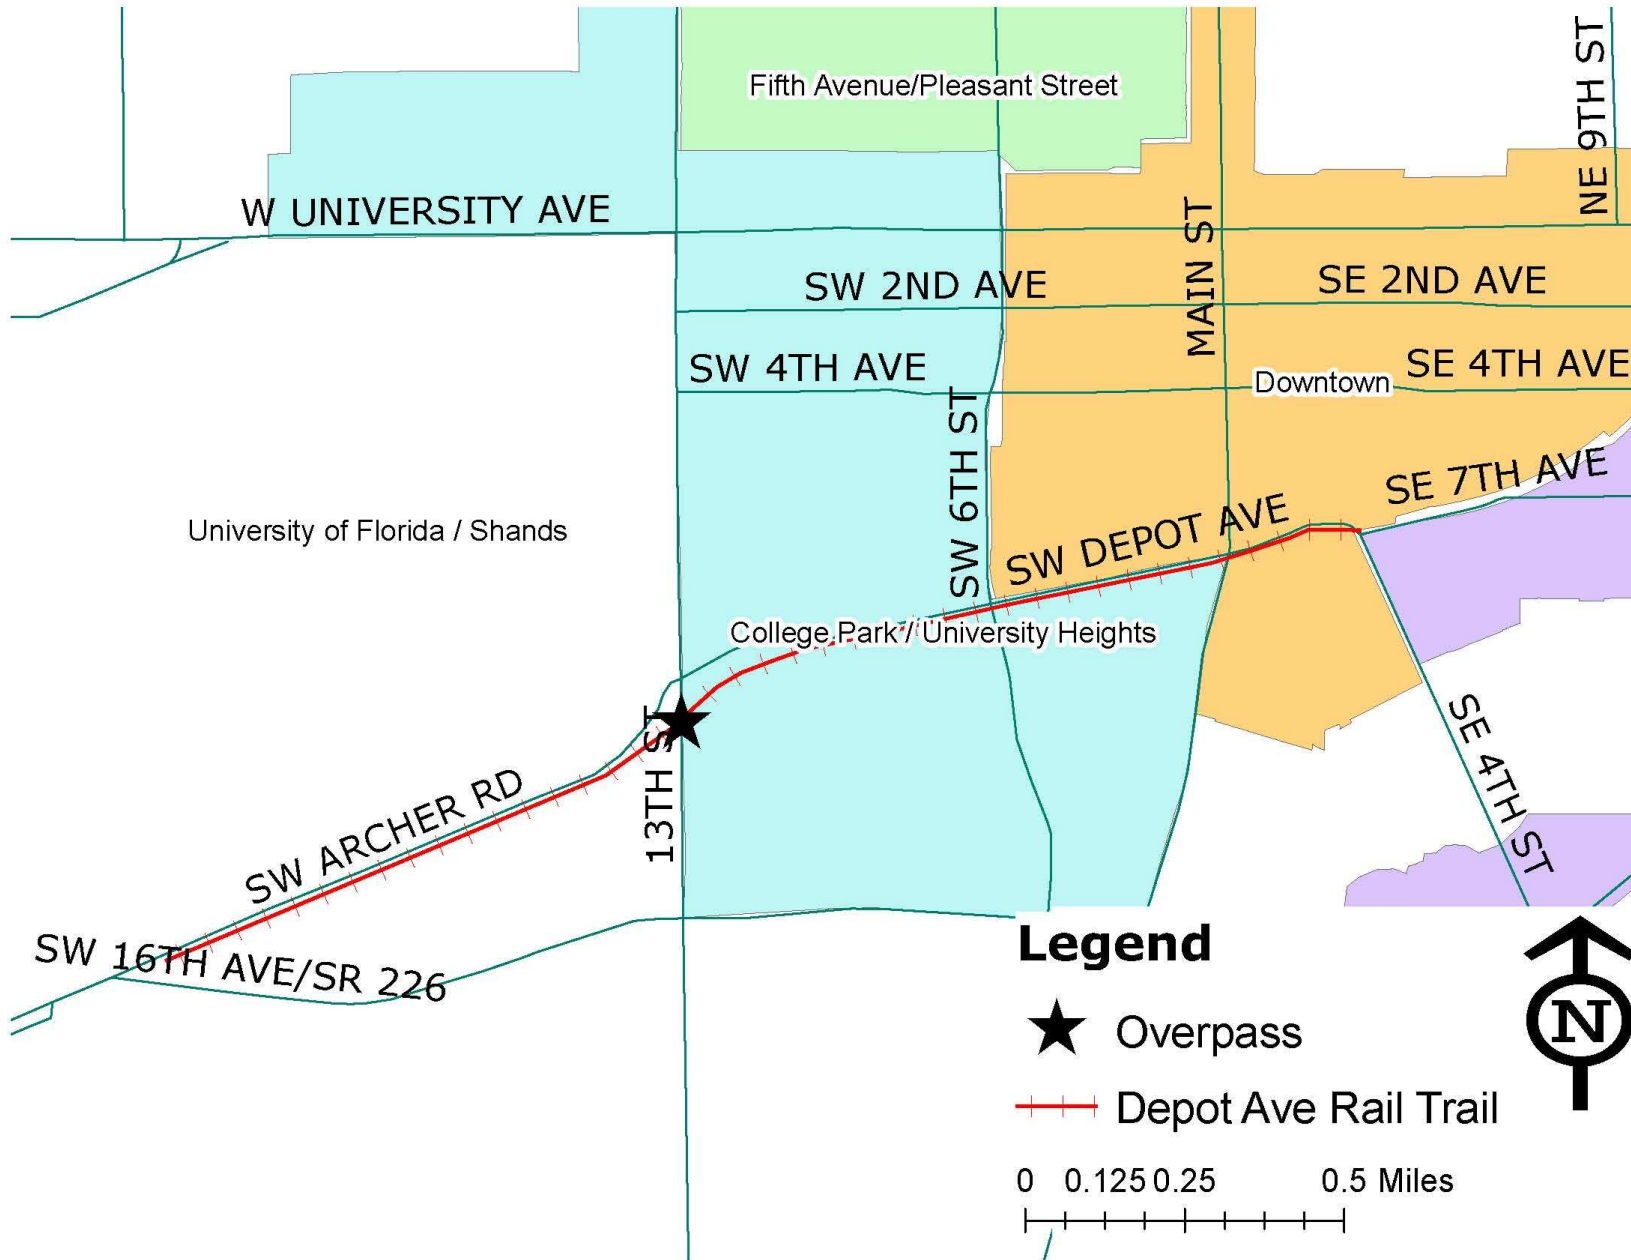 Fifth Avenue/Pleasant Street
NE 9TH ST
W UNIVERSITY AVE
MAIN ST
SW 2ND AVE
SE 2ND AVE
SW 4TH AVE
SE 4TH AVE
Downtown
SW 6TH ST
SE 7TH AVE
University of Florida / Shands
SW DEPOT AVE
College Park / University Heights
13TH ST
SW ARCHER RD
SE 4TH ST
SW 16TH AVE/SR 226
Legend
Overpass
Depot Ave Rail Trail
N
0 0.125 0.25 0.5 Miles